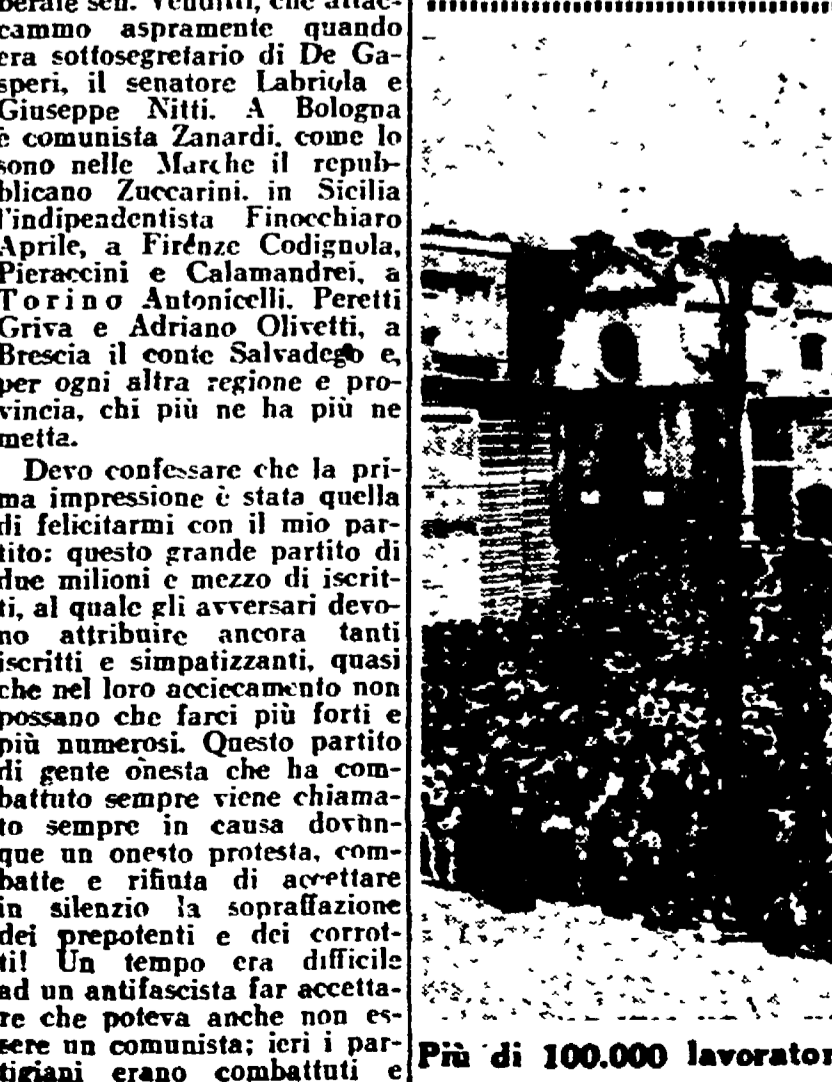 berale sen. Venditti, che attac-
cammo aspramente quando
era sottosegretario di De Ga-
speri, il senatore Labriola e
Giuseppe Nitti. A Bologna
è comunista Zanardi, come lo
sono nelle Marche il repub-
blicano Zuccarini, in Sicilia
l'indipendentista Finocchiaro
Aprile, a Firenze Codignola,
Pieraccini e Calamandrei, a
Torino Antonicelli, Peretti
Griva e Adriano Olivetti, a
Brescia il conte Salvadego e,
per ogni altra regione e pro-
vincia, chi più ne ha più ne
metta.
Devo confessare che la pri-
ma impressione è stata quella
di felicitarmi con il mio par-
tito: questo grande partito di
due milioni e mezzo di iscrit-
ti, al quale gli avversari devo-
no attribuire ancora tanti
iscritti e simpatizzanti, quasi
che nel loro acciecamento non
possano che farci più forti e
più numerosi. Questo partito
di gente onesta che ha com-
battuto sempre viene chiama-
to sempre in causa dovun-
que un onesto protesta, com-
batte e rifiuta di accettare
in silenzio la sopraffazione
dei prepotenti e dei corrot-
ti! Un tempo era difficile
ad un antifascista far accetta-
re che poteva anche non es-
sere un comunista; ieri i par-
tigiani erano combattuti e
Più di 100.000 lavorator